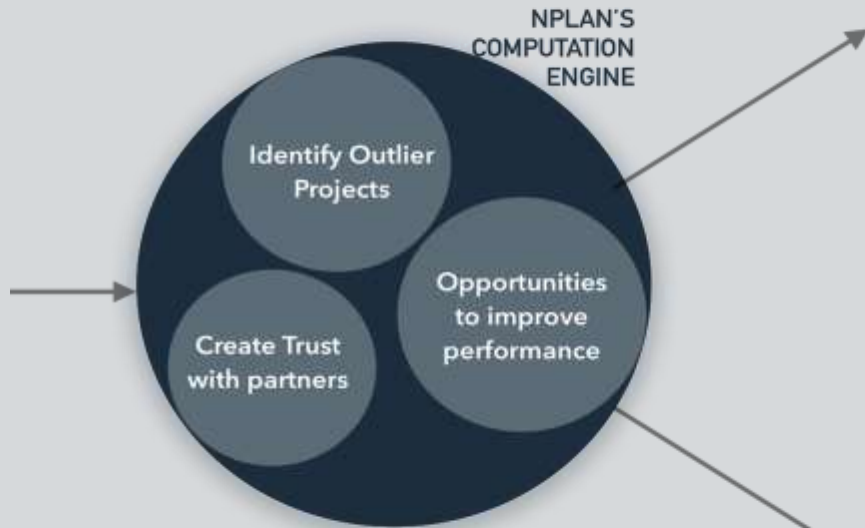 NPLAN'S
COMPUTATION
ENGINE
Identify Outlier
Projects
Opportunities
to improve
performance
Create Trust
with partners